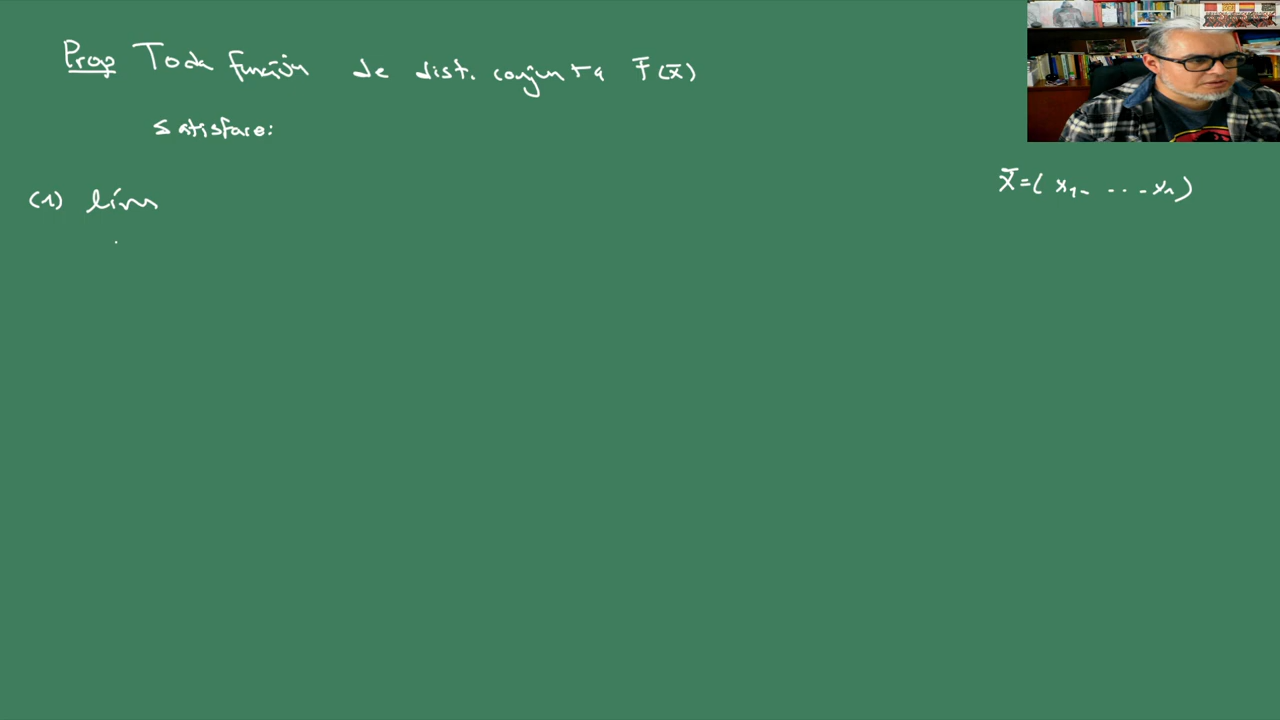 Prop Toda función de dist. conjunta F(x̄)
satisface:
x̄=(x₁, ... xₙ)
(1) lím